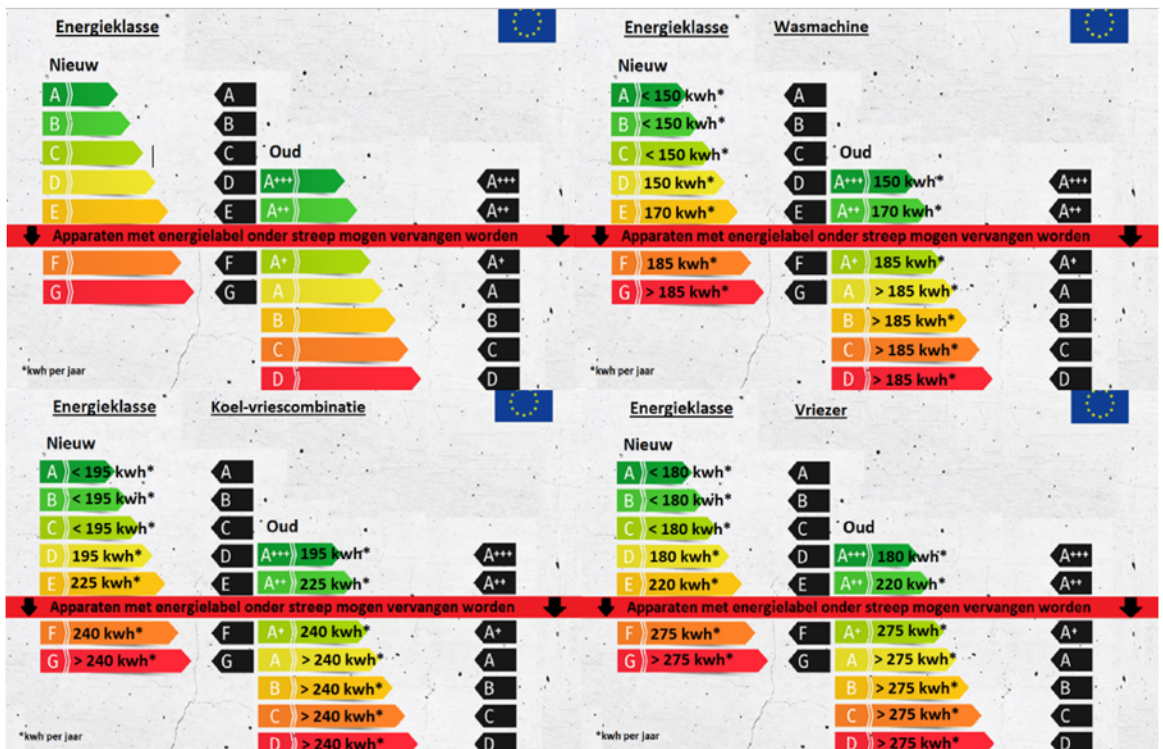 Energieklasse
Nieuw
A A
B B
C C Oud
D D A+++ A+++
E E A++ A++
Apparaten met energielabel onder streep mogen vervangen worden
F F A+ A+
G G A A
B B
C C
*kwh per jaar
D D
Energieklasse Wasmachine
Nieuw
A < 150 kwh* A
B < 150 kwh* B
C < 150 kwh* C Oud
D 150 kwh* D A+++ 150 kwh* A+++
E 170 kwh* E A++ 170 kwh* A++
Apparaten met energielabel onder streep mogen vervangen worden
F 185 kwh* F A+ 185 kwh* A+
G > 185 kwh* G A > 185 kwh* A
B > 185 kwh* B
C > 185 kwh* C
*kwh per jaar
D > 185 kwh* D
Energieklasse Koel-vriescombinatie
Nieuw
A < 195 kwh* A
B < 195 kwh* B
C < 195 kwh* C Oud
D 195 kwh* D A+++ 195 kwh* A+++
E 225 kwh* E A++ 225 kwh* A++
Apparaten met energielabel onder streep mogen vervangen worden
F 240 kwh* F A+ 240 kwh* A+
G > 240 kwh* G A > 240 kwh* A
B > 240 kwh* B
C > 240 kwh* C
*kwh per jaar
D > 240 kwh* D
Energieklasse Vriezer
Nieuw
A < 180 kwh* A
B < 180 kwh* B
C < 180 kwh* C Oud
D 180 kwh* D A+++ 180 kwh* A+++
E 220 kwh* E A++ 220 kwh* A++
Apparaten met energielabel onder streep mogen vervangen worden
F 275 kwh* F A+ 275 kwh* A+
G > 275 kwh* G A > 275 kwh* A
B > 275 kwh* B
C > 275 kwh* C
*kwh per jaar
D > 275 kwh* D